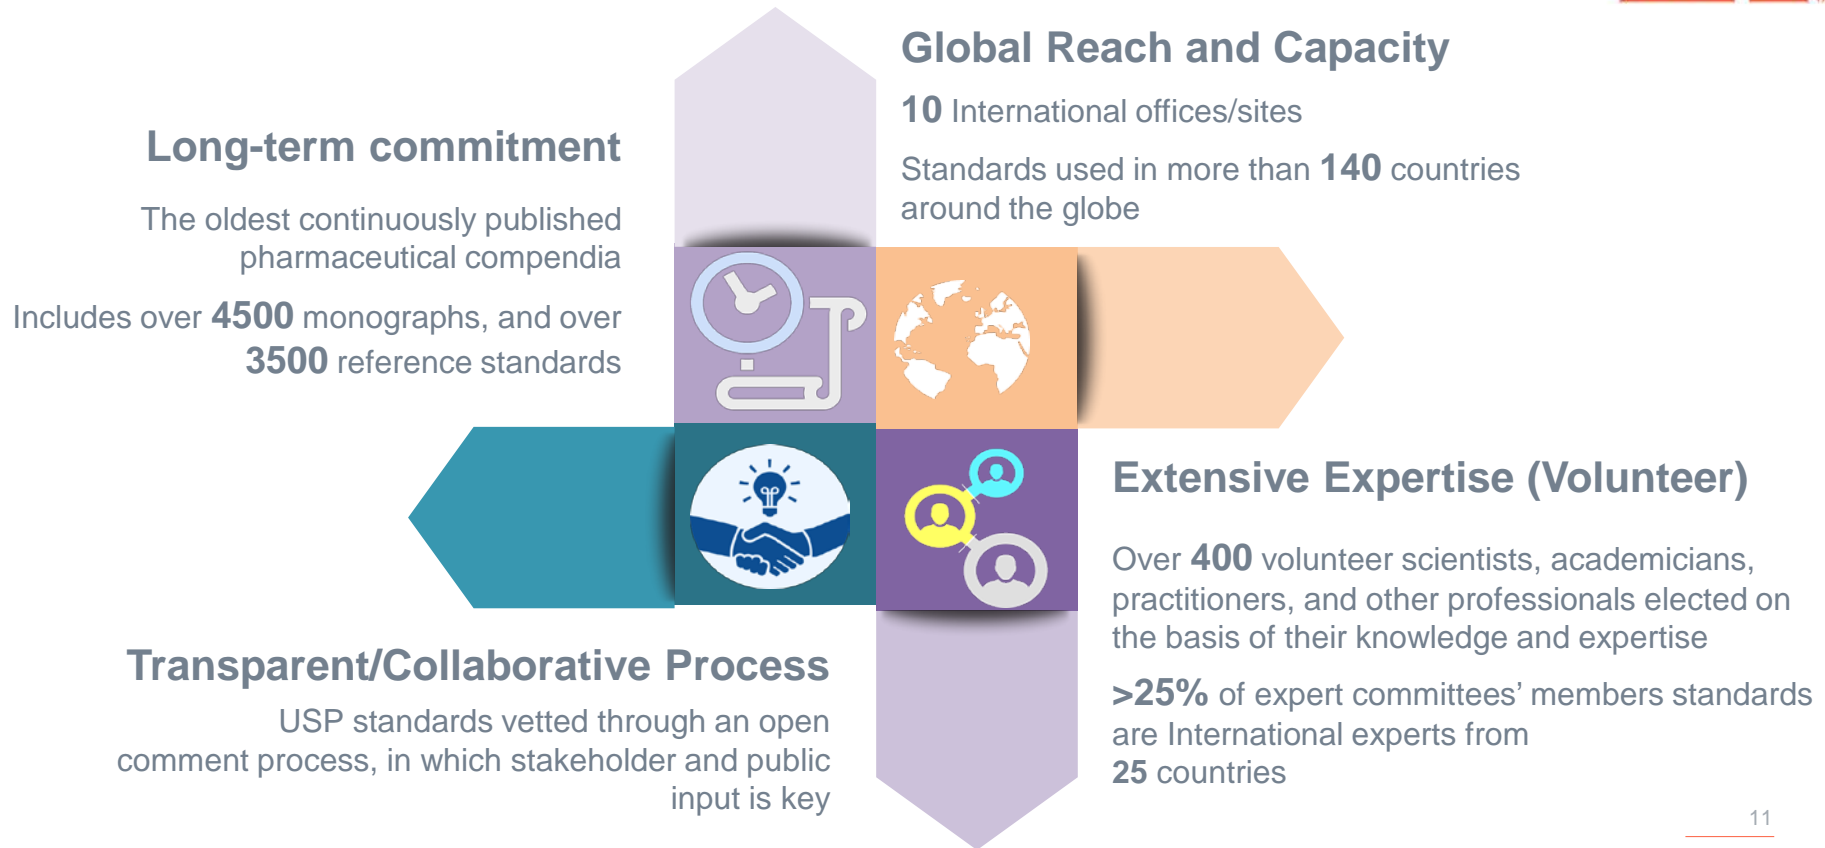 Global Reach and Capacity
10 International offices/sites
Standards used in more than 140 countries
around the globe
Long-term commitment
The oldest continuously published
pharmaceutical compendia
Includes over 4500 monographs, and over
3500 reference standards
Extensive Expertise (Volunteer)
Over 400 volunteer scientists, academicians,
practitioners, and other professionals elected on
the basis of their knowledge and expertise
>25% of expert committees’ members standards
are International experts from
25 countries
Transparent/Collaborative Process
USP standards vetted through an open
comment process, in which stakeholder and public
input is key
11